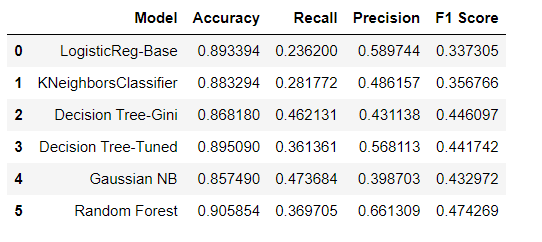 Model Accuracy Recall Precision F1 Score
0 LogisticReg-Base 0.893394 0.236200 0.589744 0.337305
1 KNeighborsClassifier 0.883294 0.281772 0.486157 0.356766
2 Decision Tree-Gini 0.868180 0.462131 0.431138 0.446097
3 Decision Tree-Tuned 0.895090 0.361361 0.568113 0.441742
4 Gaussian NB 0.857490 0.473684 0.398703 0.432972
5 Random Forest 0.905854 0.369705 0.661309 0.474269